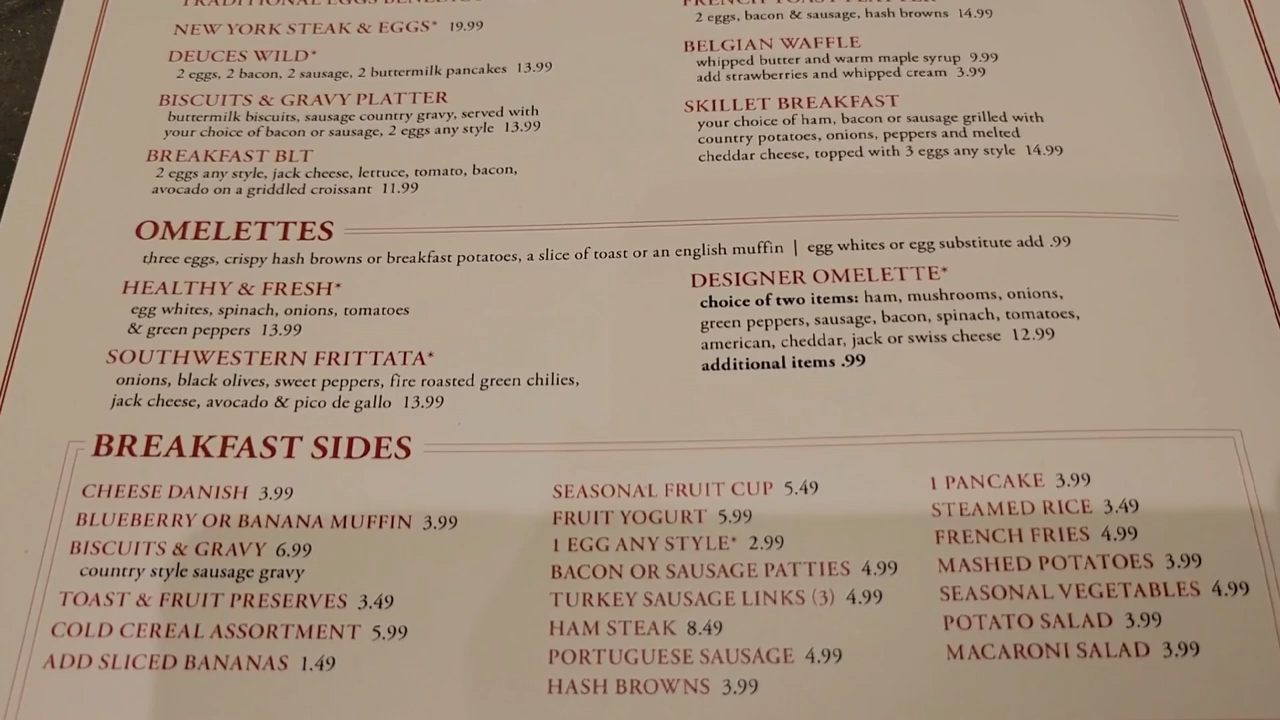 TRADITIONAL EGGS BENEDICT
NEW YORK STEAK & EGGS* 19.99
DEUCES WILD*
2 eggs, 2 bacon, 2 sausage, 2 buttermilk pancakes 13.99
BISCUITS & GRAVY PLATTER
buttermilk biscuits, sausage country gravy, served with
your choice of bacon or sausage, 2 eggs any style 13.99
BREAKFAST BLT
2 eggs any style, jack cheese, lettuce, tomato, bacon,
avocado on a griddled croissant 11.99
FRENCH TOAST PLATTER
2 eggs, bacon & sausage, hash browns 14.99
BELGIAN WAFFLE
whipped butter and warm maple syrup 9.99
add strawberries and whipped cream 3.99
SKILLET BREAKFAST
your choice of ham, bacon or sausage grilled with
country potatoes, onions, peppers and melted
cheddar cheese, topped with 3 eggs any style 14.99
OMELETTES
three eggs, crispy hash browns or breakfast potatoes, a slice of toast or an english muffin | egg whites or egg substitute add .99
HEALTHY & FRESH*
egg whites, spinach, onions, tomatoes
& green peppers 13.99
SOUTHWESTERN FRITTATA*
onions, black olives, sweet peppers, fire roasted green chilies,
jack cheese, avocado & pico de gallo 13.99
DESIGNER OMELETTE*
choice of two items: ham, mushrooms, onions,
green peppers, sausage, bacon, spinach, tomatoes,
american, cheddar, jack or swiss cheese 12.99
additional items .99
BREAKFAST SIDES
CHEESE DANISH 3.99
BLUEBERRY OR BANANA MUFFIN 3.99
BISCUITS & GRAVY 6.99
country style sausage gravy
TOAST & FRUIT PRESERVES 3.49
COLD CEREAL ASSORTMENT 5.99
ADD SLICED BANANAS 1.49
SEASONAL FRUIT CUP 5.49
FRUIT YOGURT 5.99
1 EGG ANY STYLE* 2.99
BACON OR SAUSAGE PATTIES 4.99
TURKEY SAUSAGE LINKS (3) 4.99
HAM STEAK 8.49
PORTUGUESE SAUSAGE 4.99
HASH BROWNS 3.99
1 PANCAKE 3.99
STEAMED RICE 3.49
FRENCH FRIES 4.99
MASHED POTATOES 3.99
SEASONAL VEGETABLES 4.99
POTATO SALAD 3.99
MACARONI SALAD 3.99